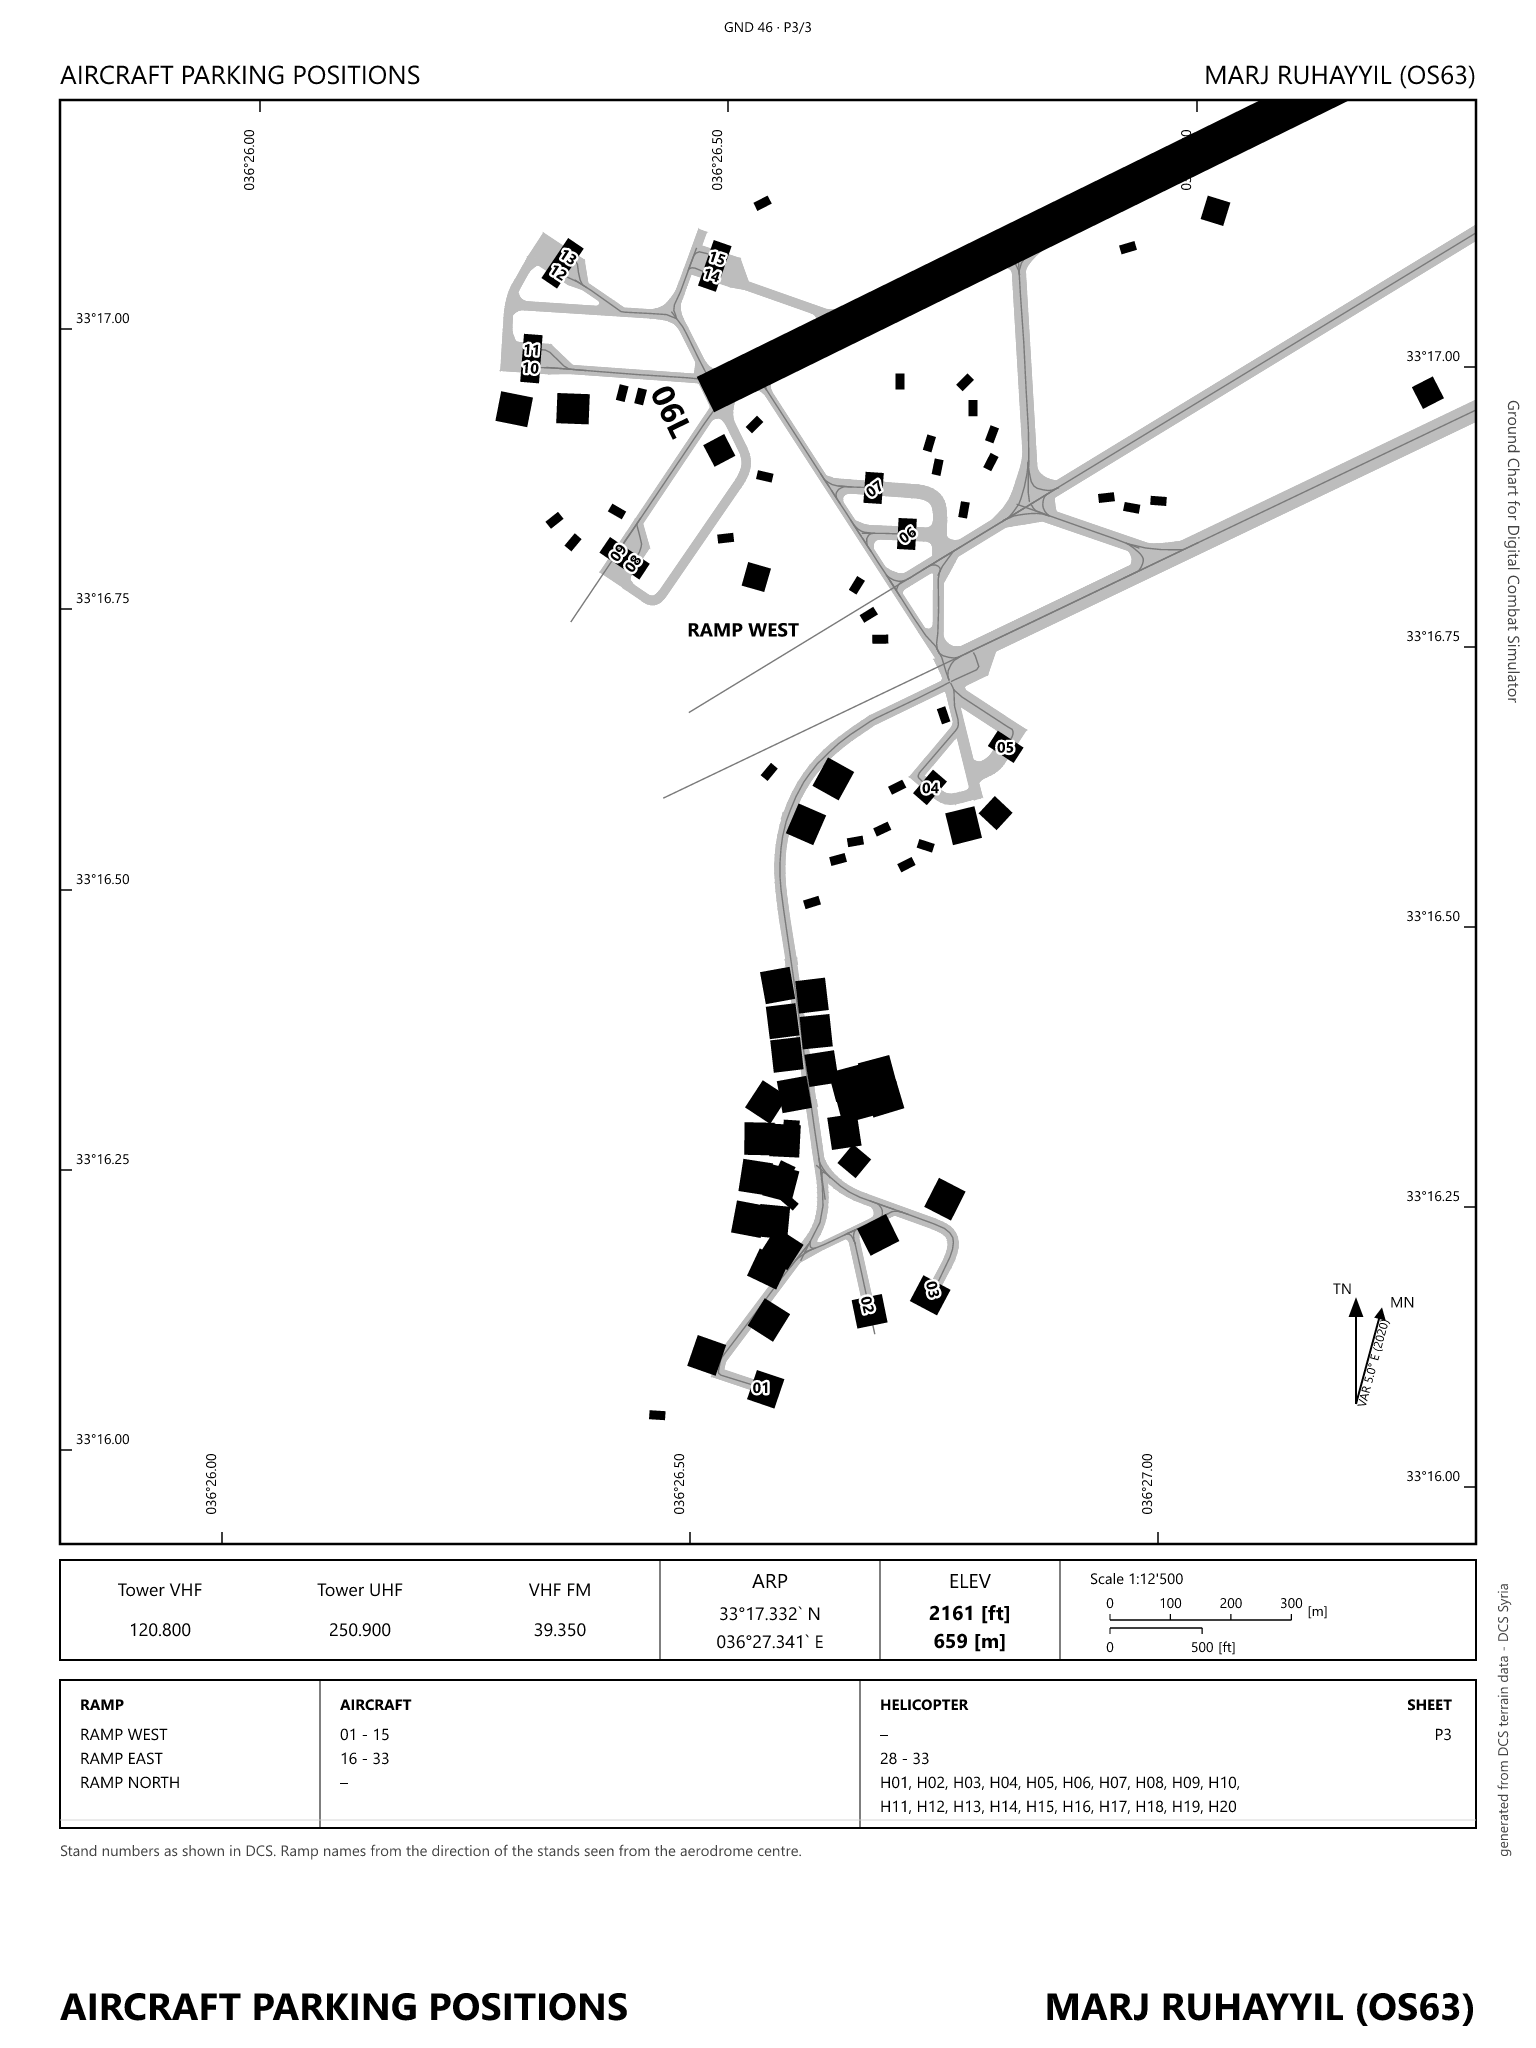 GND 46 · P3/3
AIRCRAFT PARKING POSITIONS
MARJ RUHAYYIL (OS63)
036°26.00
036°26.50
33°17.00
33°17.00
13
12
15
14
11
10
06L
07
06
09
08
33°16.75
33°16.75
RAMP WEST
05
04
33°16.50
33°16.50
33°16.25
33°16.25
03
02
01
TN
MN
VAR 5.0° E (2020)
33°16.00
33°16.00
036°26.00
036°26.50
036°27.00
Tower VHF
120.800
Tower UHF
250.900
VHF FM
39.350
ARP
33°17.332` N
036°27.341` E
ELEV
2161 [ft]
659 [m]
Scale 1:12'500
0 100 200 300 [m]
0 500 [ft]
RAMP AIRCRAFT HELICOPTER SHEET
RAMP WEST 01 - 15 – P3
RAMP EAST 16 - 33 28 - 33
RAMP NORTH – H01, H02, H03, H04, H05, H06, H07, H08, H09, H10,
H11, H12, H13, H14, H15, H16, H17, H18, H19, H20
Stand numbers as shown in DCS. Ramp names from the direction of the stands seen from the aerodrome centre.
Ground Chart for Digital Combat Simulator
generated from DCS terrain data - DCS Syria
AIRCRAFT PARKING POSITIONS
MARJ RUHAYYIL (OS63)